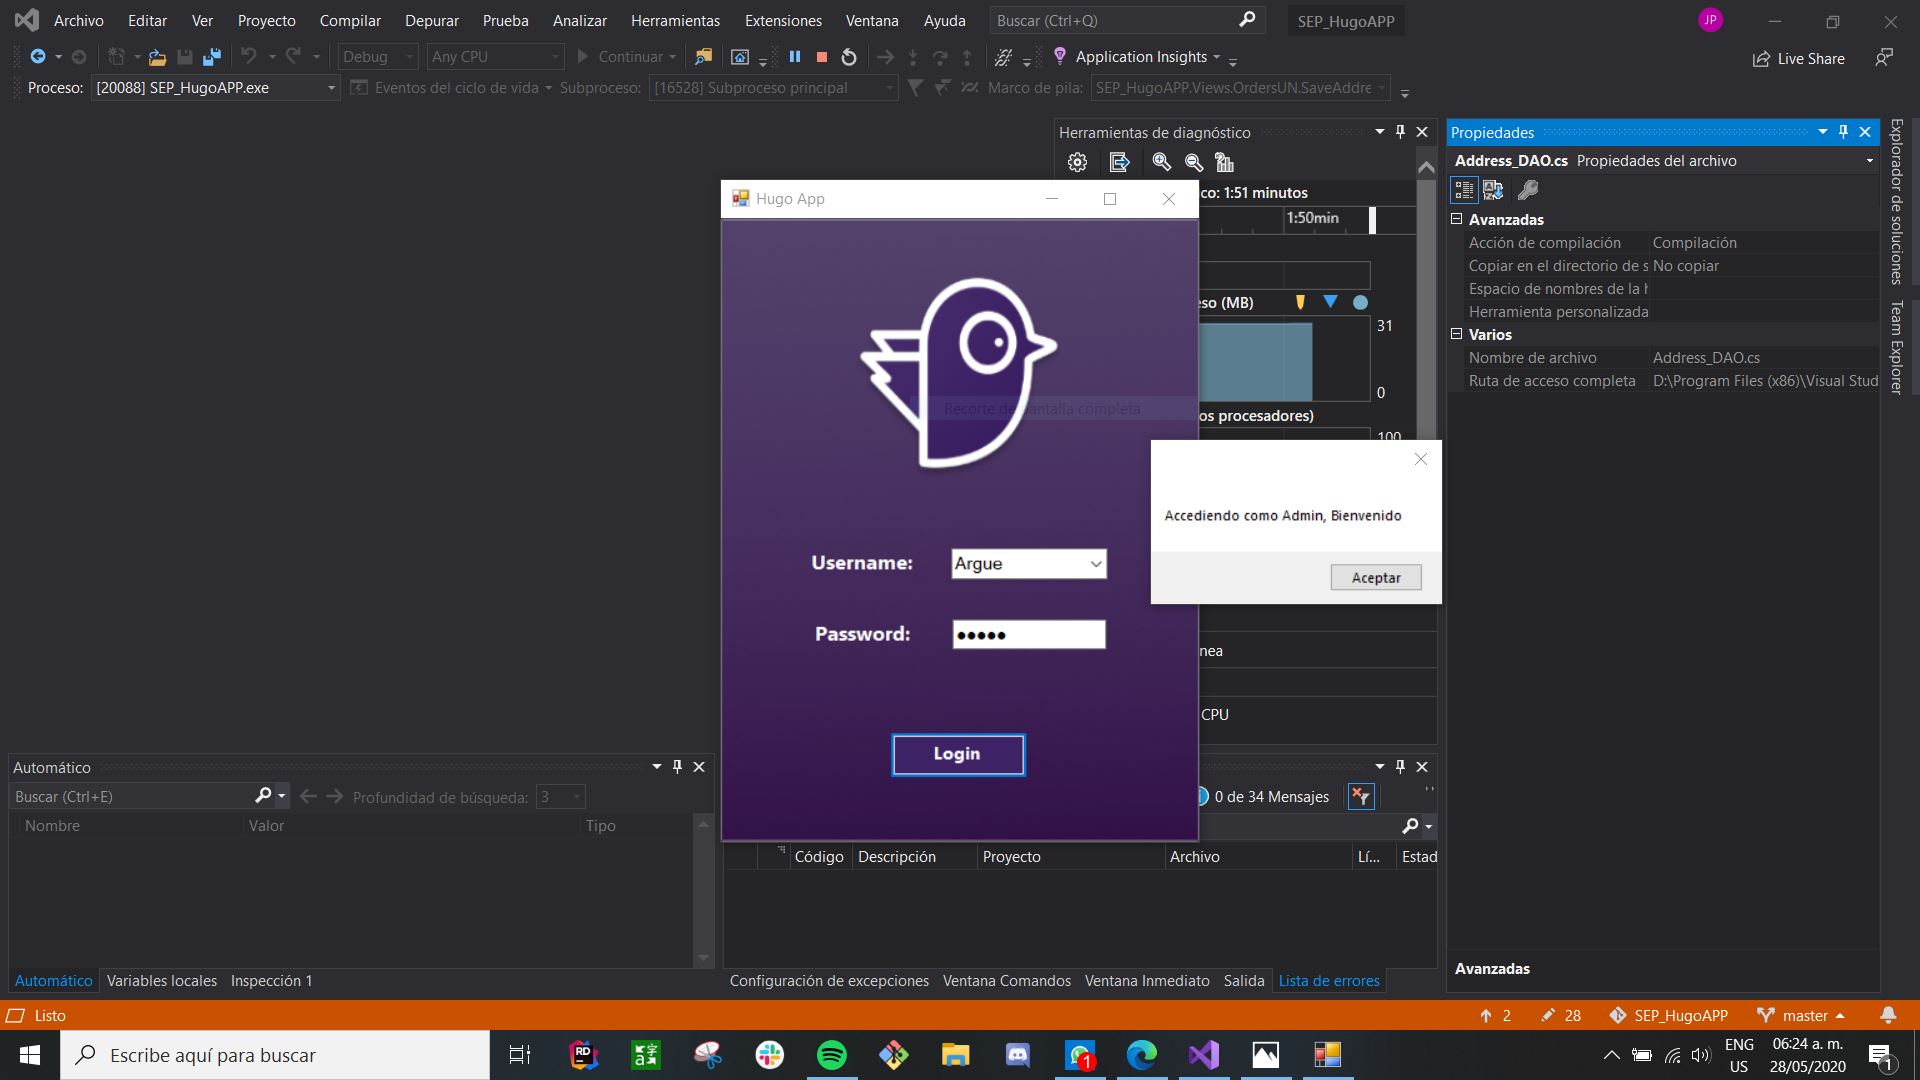 Archivo Editar Ver Proyecto Compilar Depurar Prueba Analizar Herramientas Extensiones Ventana Ayuda Buscar (Ctrl+Q) SEP_HugoAPP JP
Debug Any CPU Continuar Application Insights Live Share
Proceso: [20088] SEP_HugoAPP.exe Eventos del ciclo de vida Subproceso: [16528] Subproceso principal Marco de pila: SEP_HugoAPP.Views.OrdersUN.SaveAddre
Herramientas de diagnóstico
co: 1:51 minutos
1:50min
eso (MB)
31
0
os procesadores)
100
nea
CPU
Hugo App
Recorte de pantalla completa
Username: Argue
Password: ●●●●●
Login
Accediendo como Admin, Bienvenido
Aceptar
Propiedades
Address_DAO.cs Propiedades del archivo
Avanzadas
Acción de compilación Compilación
Copiar en el directorio de s No copiar
Espacio de nombres de la h
Herramienta personalizada
Varios
Nombre de archivo Address_DAO.cs
Ruta de acceso completa D:\Program Files (x86)\Visual Stud
Avanzadas
Explorador de soluciones
Team Explorer
Automático
Buscar (Ctrl+E) Profundidad de búsqueda: 3
Nombre Valor Tipo
Automático Variables locales Inspección 1
0 de 34 Mensajes
Código Descripción Proyecto Archivo Lí... Estad
Configuración de excepciones Ventana Comandos Ventana Inmediato Salida Lista de errores
Listo 2 28 SEP_HugoAPP master
Escribe aquí para buscar
RD
1
ENG
US
06:24 a. m.
28/05/2020
1